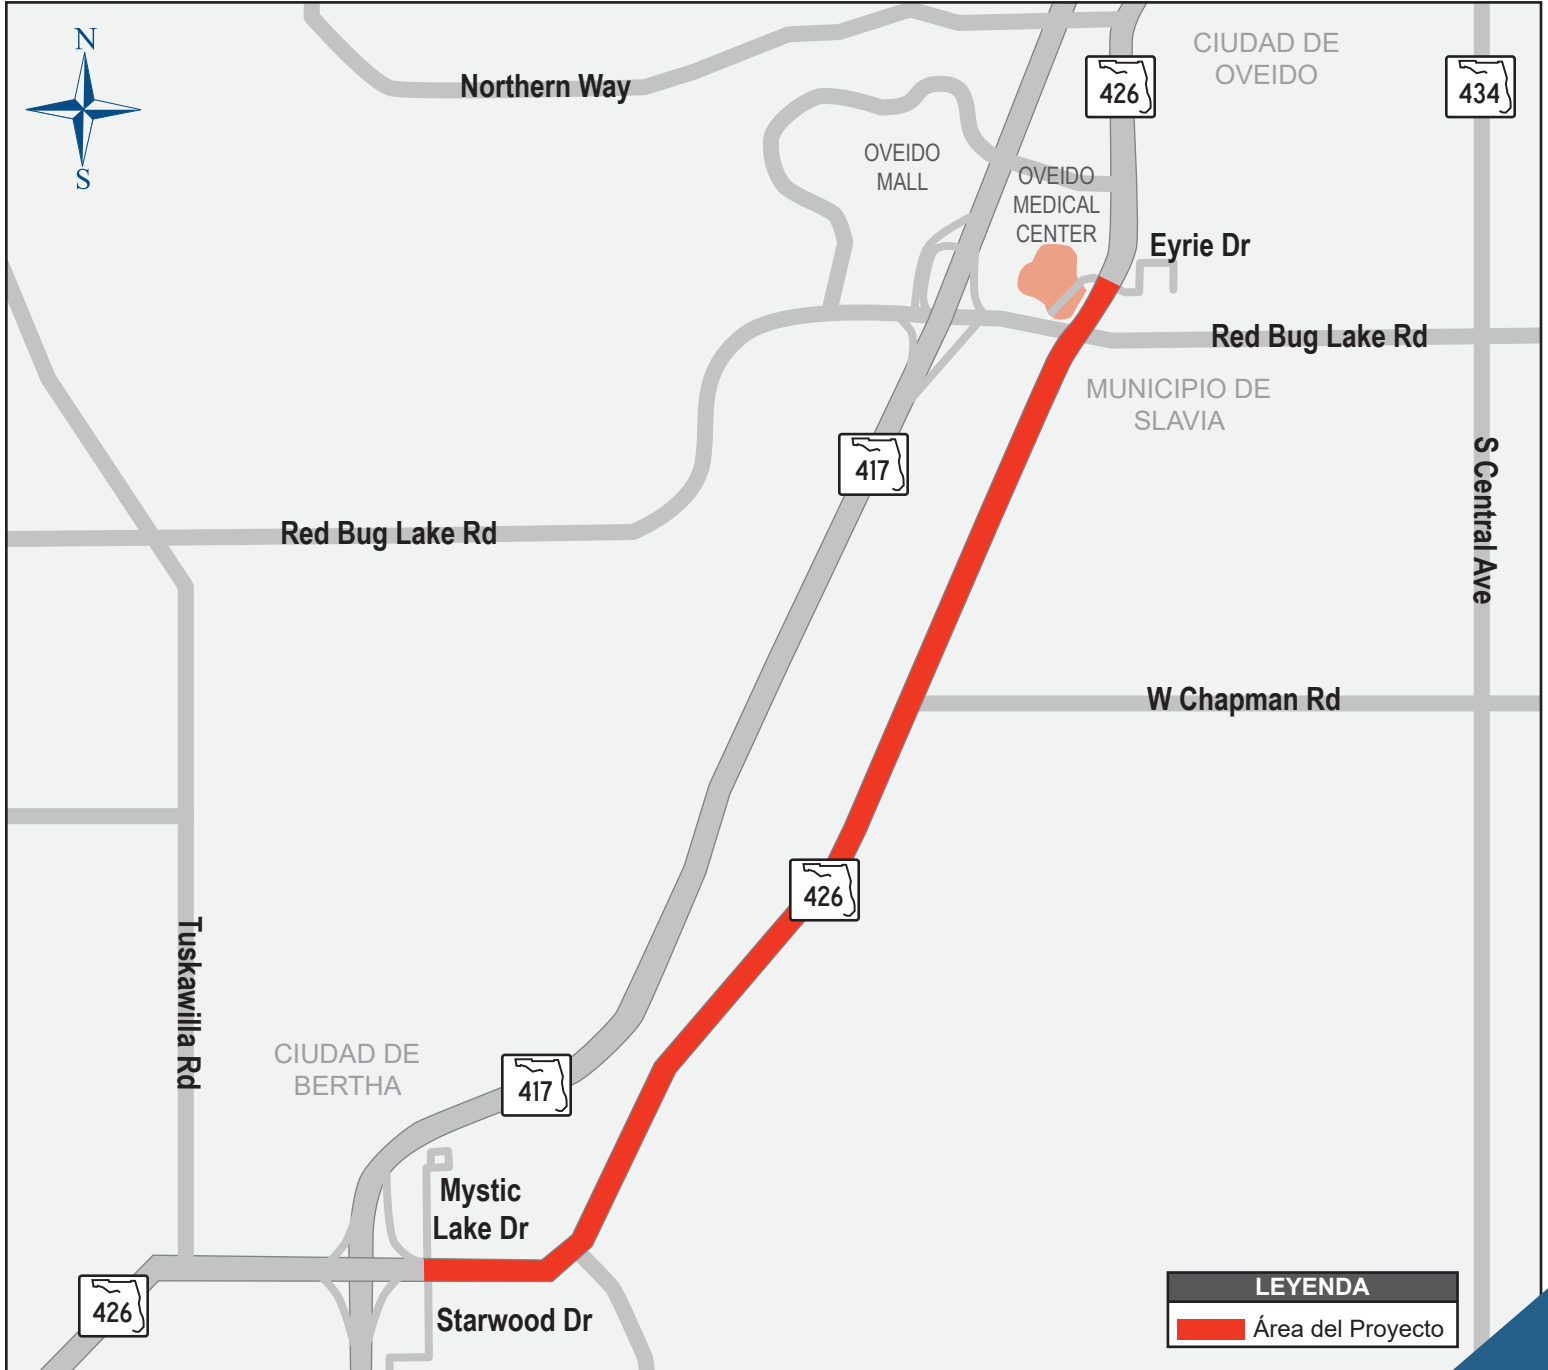 N
S
Northern Way
426
CIUDAD DE
OVEIDO
434
OVEIDO
MALL
OVEIDO
MEDICAL
CENTER
Eyrie Dr
Red Bug Lake Rd
MUNICIPIO DE
SLAVIA
417
S Central Ave
Red Bug Lake Rd
W Chapman Rd
426
Tuskawilla Rd
CIUDAD DE
BERTHA
417
Mystic
Lake Dr
426
Starwood Dr
LEYENDA
Área del Proyecto